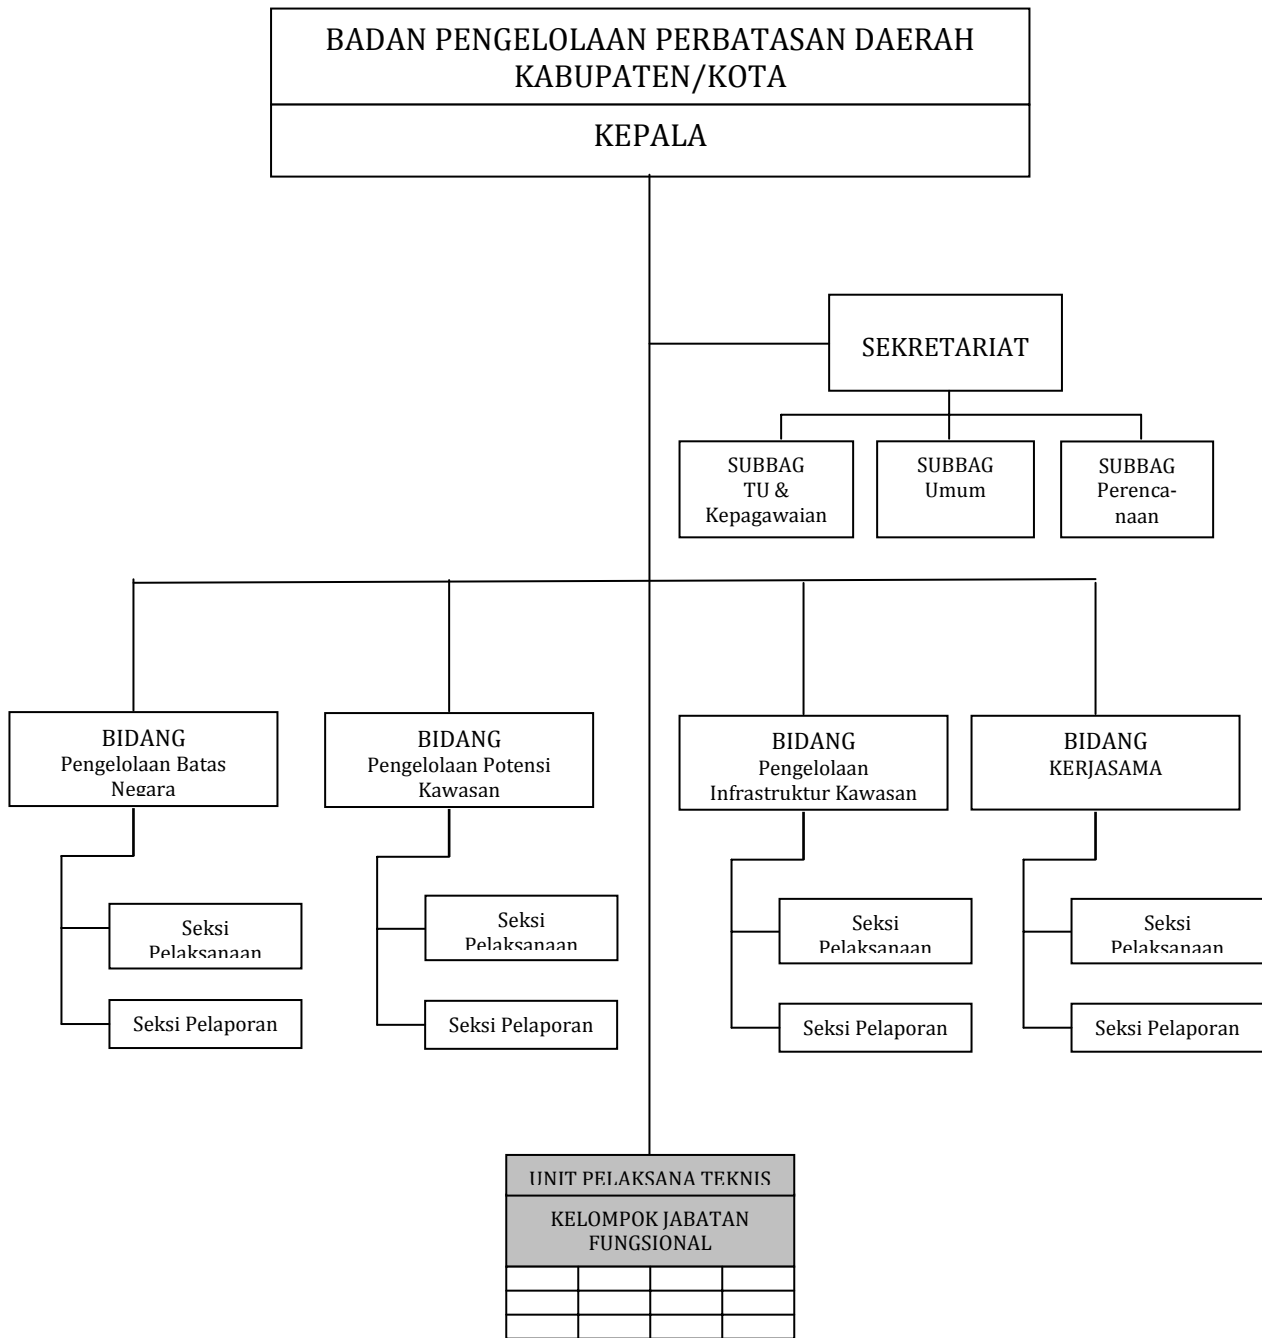 BADAN PENGELOLAAN PERBATASAN DAERAH
KABUPATEN/KOTA
KEPALA
SEKRETARIAT
SUBBAG
TU &
Kepagawaian
SUBBAG
Umum
SUBBAG
Perenca-
naan
BIDANG
Pengelolaan Batas
Negara
BIDANG
Pengelolaan Potensi
Kawasan
BIDANG
Pengelolaan
Infrastruktur Kawasan
BIDANG
KERJASAMA
Seksi
Pelaksanaan
Seksi
Pelaksanaan
Seksi
Pelaksanaan
Seksi
Pelaksanaan
Seksi Pelaporan
Seksi Pelaporan
Seksi Pelaporan
Seksi Pelaporan
UNIT PELAKSANA TEKNIS
KELOMPOK JABATAN
FUNGSIONAL